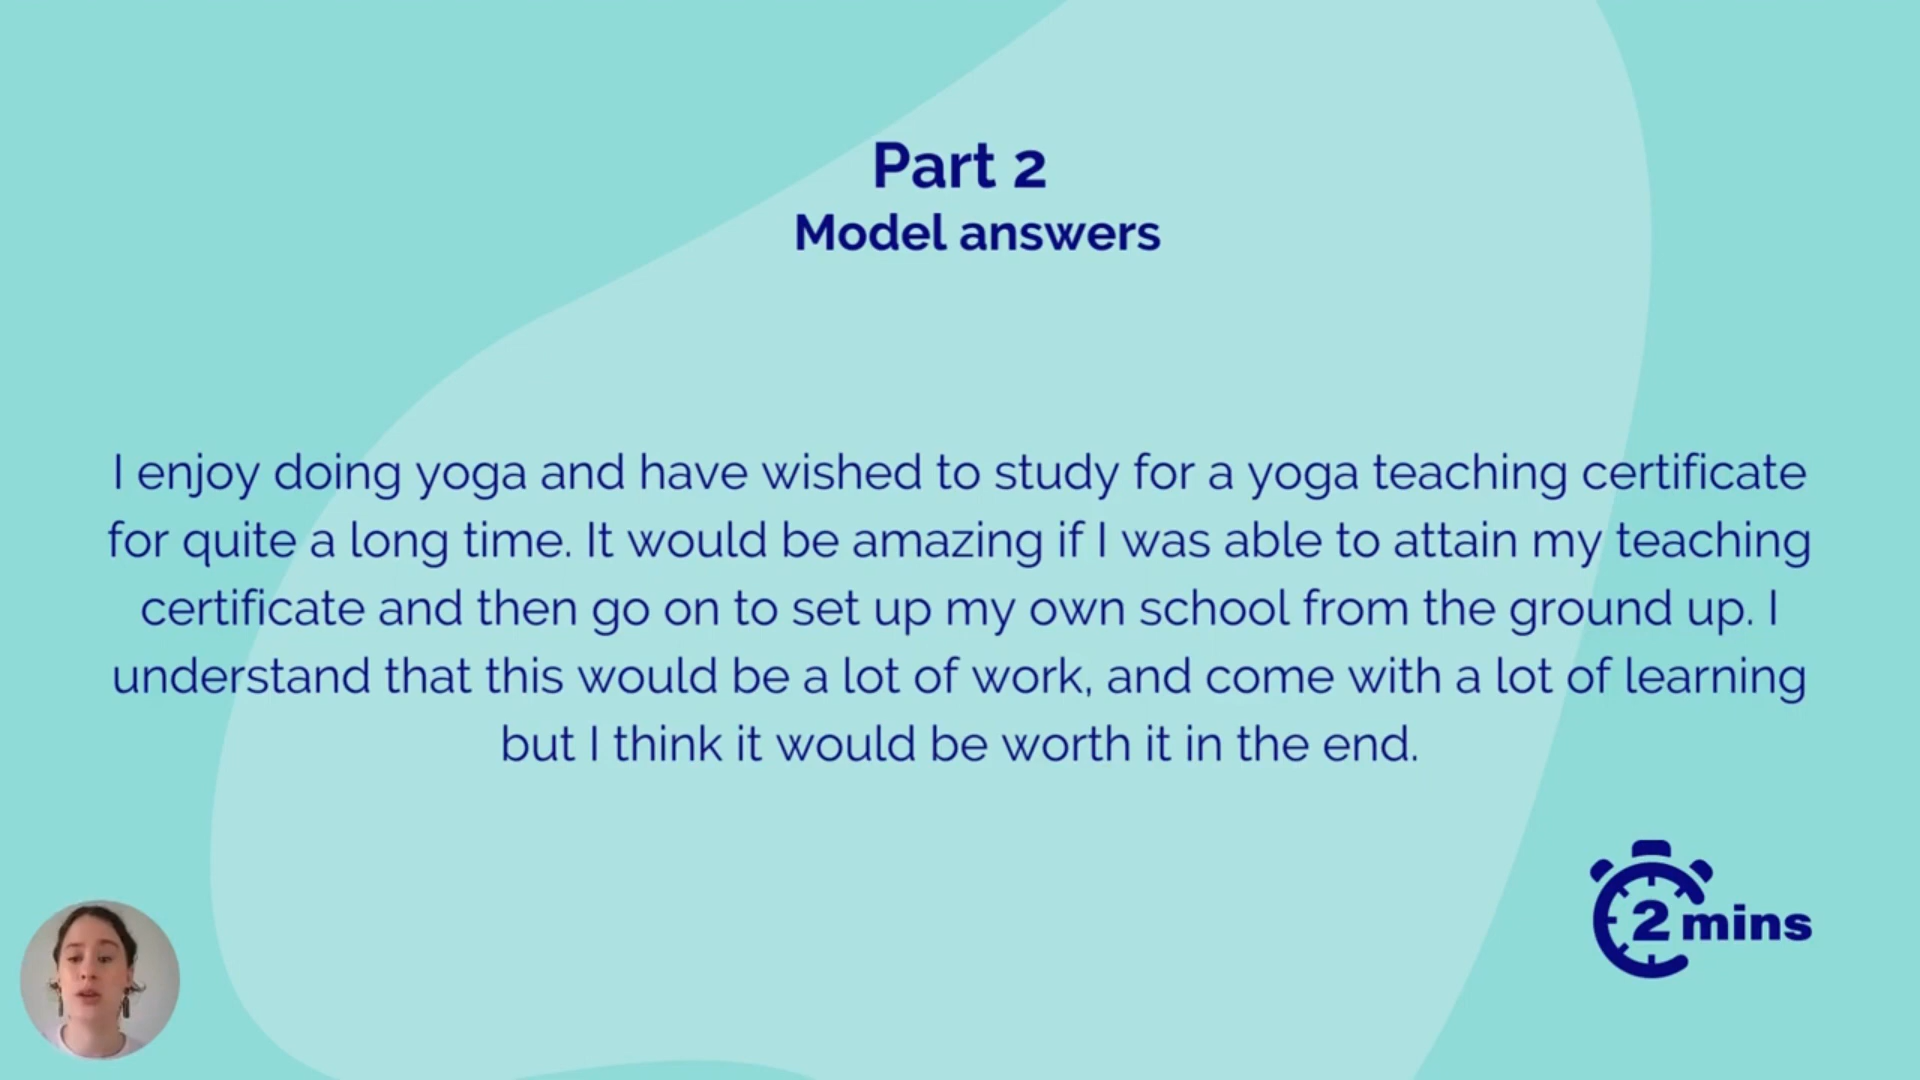 Part 2
Model answers
I enjoy doing yoga and have wished to study for a yoga teaching certificate
for quite a long time. It would be amazing if I was able to attain my teaching
certificate and then go on to set up my own school from the ground up. I
understand that this would be a lot of work, and come with a lot of learning
but I think it would be worth it in the end.
2 mins